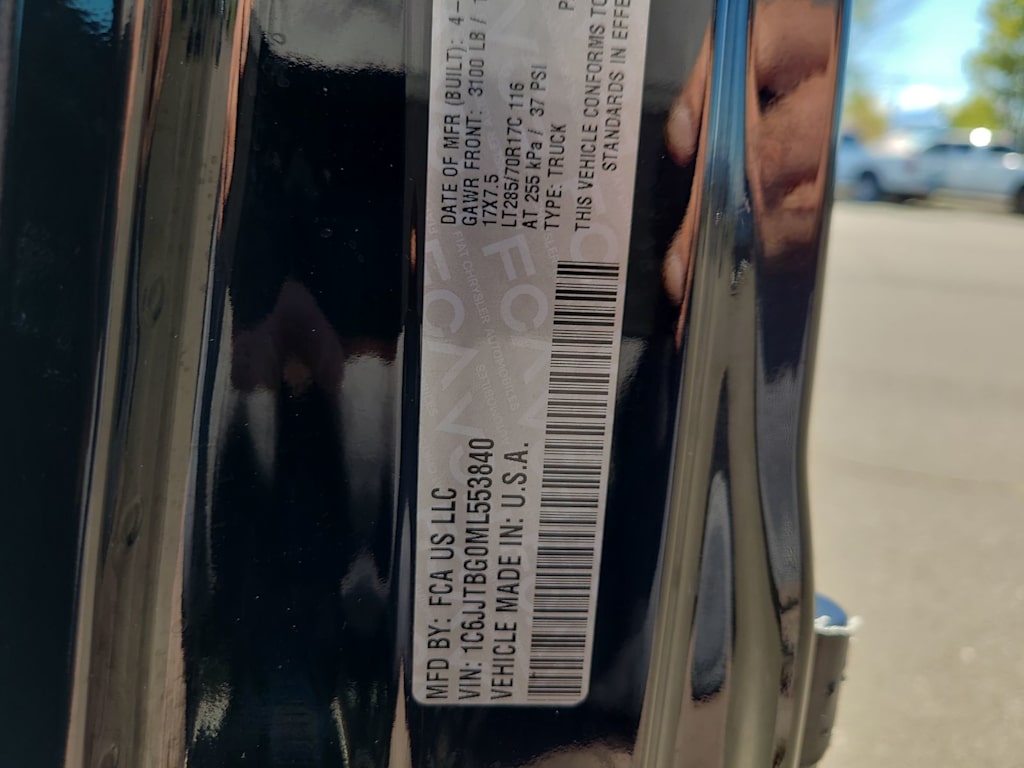 MFD BY: FCA US LLC
VIN: 1C6JJTBG0ML553840
VEHICLE MADE IN: U.S.A.
DATE OF MFR (BUILT): 4-
GAWR FRONT: 3100 LB /
17X7.5
LT285/70R17C 116
AT 255 kPa / 37 PSI
TYPE: TRUCK
THIS VEHICLE CONFORMS TO
STANDARDS IN EFFE
FCA
FCA